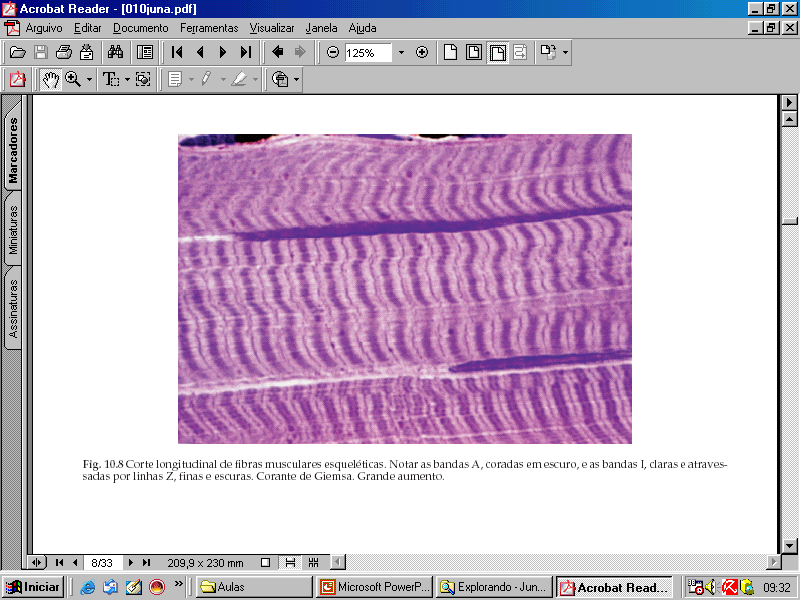 Acrobat Reader - [010juna.pdf]
Arquivo Editar Documento Ferramentas Visualizar Janela Ajuda
125%
Marcadores
Miniaturas
Assinaturas
Fig. 10.8 Corte longitudinal de fibras musculares esqueléticas. Notar as bandas A, coradas em escuro, e as bandas I, claras e atraves-
sadas por linhas Z, finas e escuras. Corante de Giemsa. Grande aumento.
8/33 209,9 x 230 mm
Iniciar » Aulas Microsoft PowerP... Explorando - Jun... Acrobat Read... 09:32